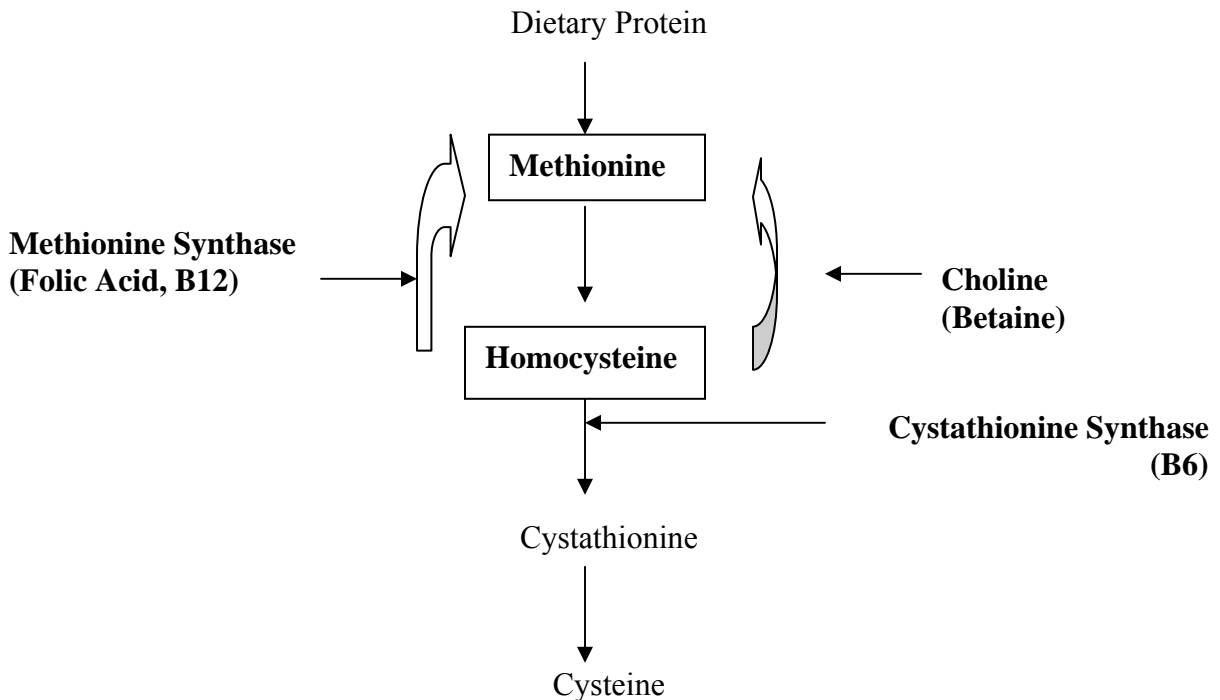 Dietary Protein
Methionine
Methionine Synthase
(Folic Acid, B12)
Choline
(Betaine)
Homocysteine
Cystathionine Synthase
(B6)
Cystathionine
Cysteine